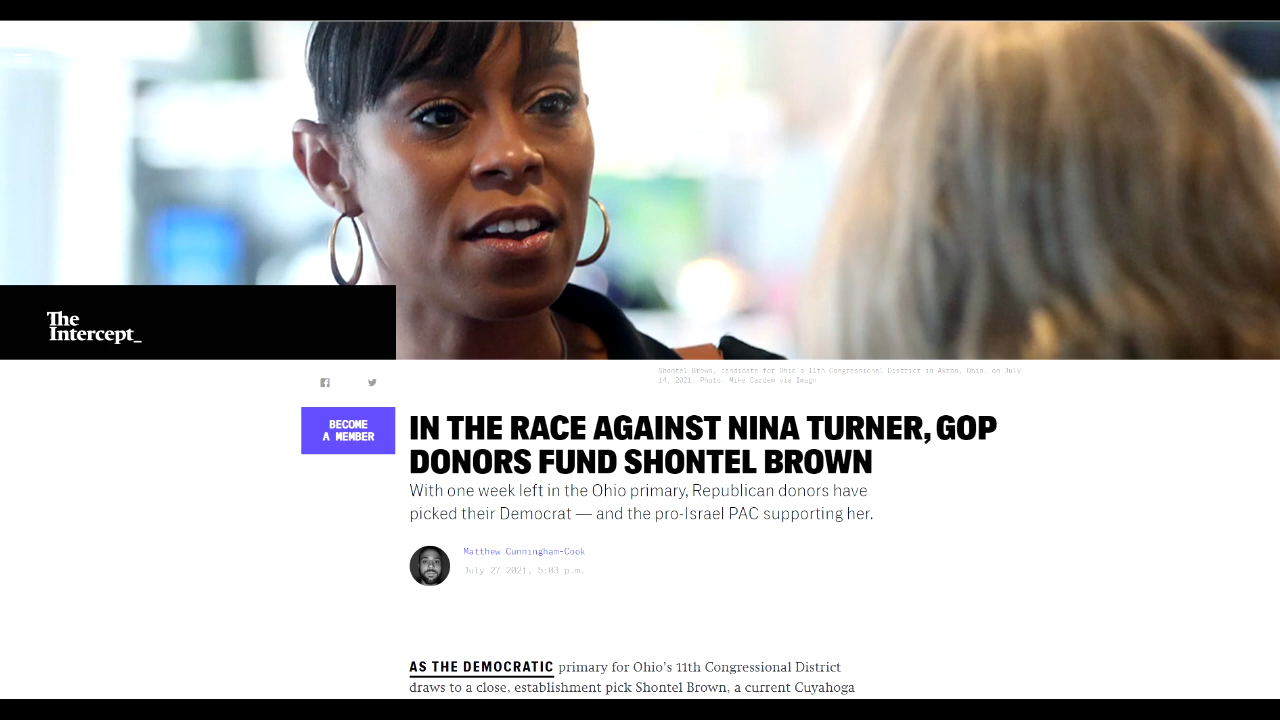 The
Intercept_
Shontel Brown, candidate for Ohio's 11th Congressional District in Akron, Ohio, on July
14, 2021. Photo: Mike Cardew via Imagn
BECOME
A MEMBER
IN THE RACE AGAINST NINA TURNER, GOP
DONORS FUND SHONTEL BROWN
With one week left in the Ohio primary, Republican donors have
picked their Democrat — and the pro-Israel PAC supporting her.
Matthew Cunningham-Cook
July 27 2021, 5:03 p.m.
AS THE DEMOCRATIC primary for Ohio's 11th Congressional District
draws to a close, establishment pick Shontel Brown, a current Cuyahoga